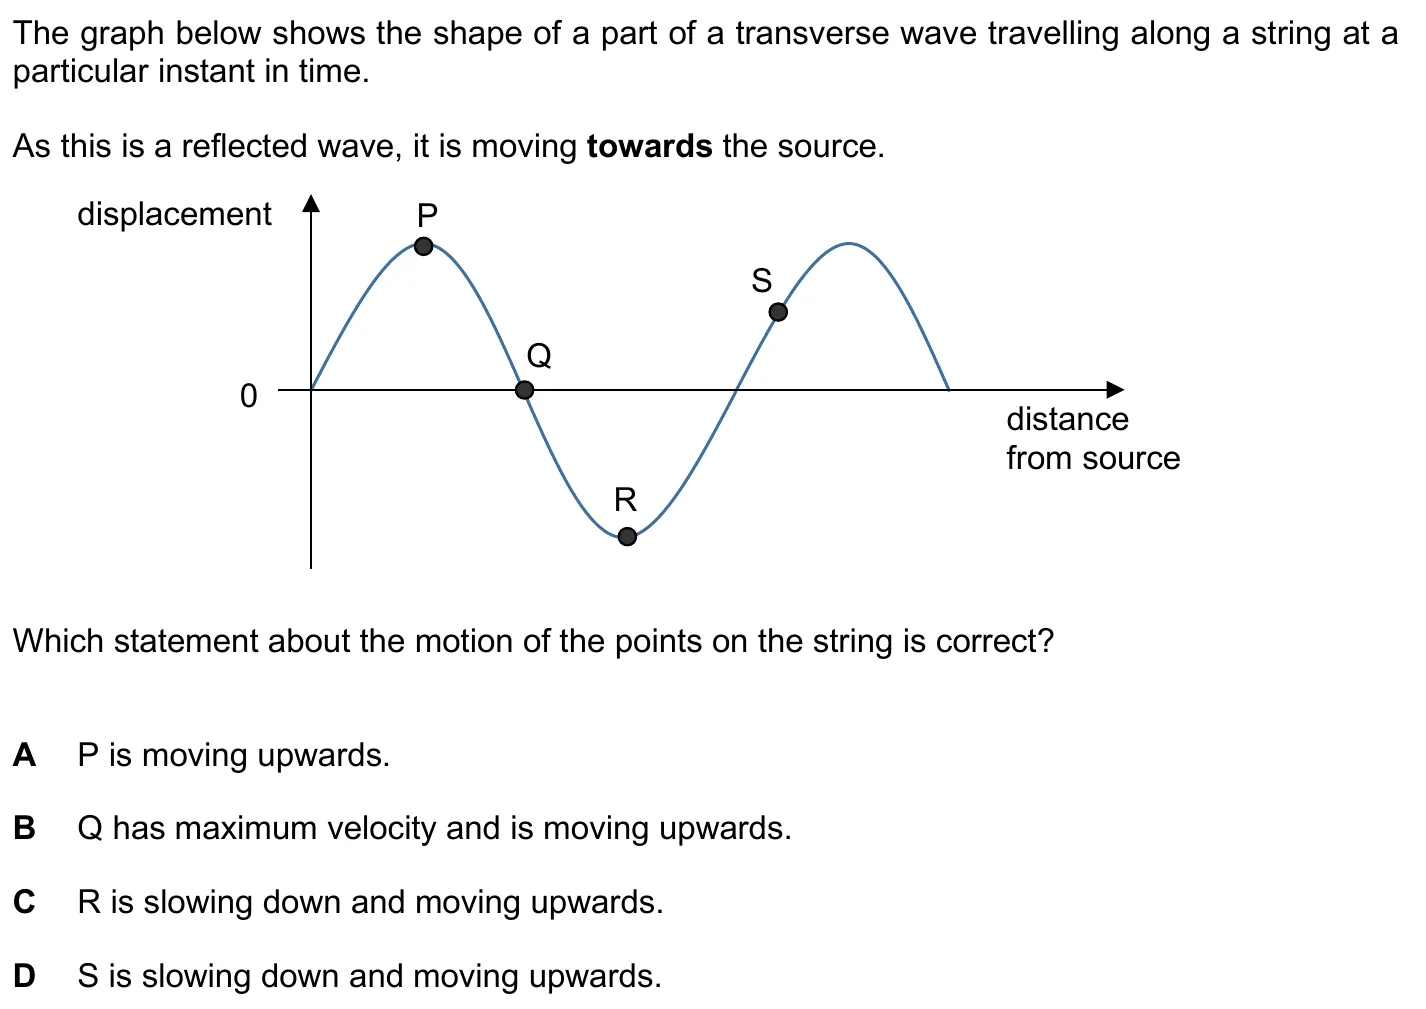 The graph below shows the shape of a part of a transverse wave travelling along a string at a
particular instant in time.
As this is a reflected wave, it is moving towards the source.
displacement
P
S
Q
0
distance
from source
R
Which statement about the motion of the points on the string is correct?
A P is moving upwards.
B Q has maximum velocity and is moving upwards.
C R is slowing down and moving upwards.
D S is slowing down and moving upwards.